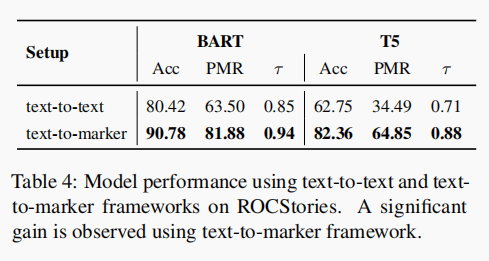 Setup BART T5
Acc PMR τ Acc PMR τ
text-to-text 80.42 63.50 0.85 62.75 34.49 0.71
text-to-marker 90.78 81.88 0.94 82.36 64.85 0.88
Table 4: Model performance using text-to-text and text-
to-marker frameworks on ROCStories. A significant
gain is observed using text-to-marker framework.